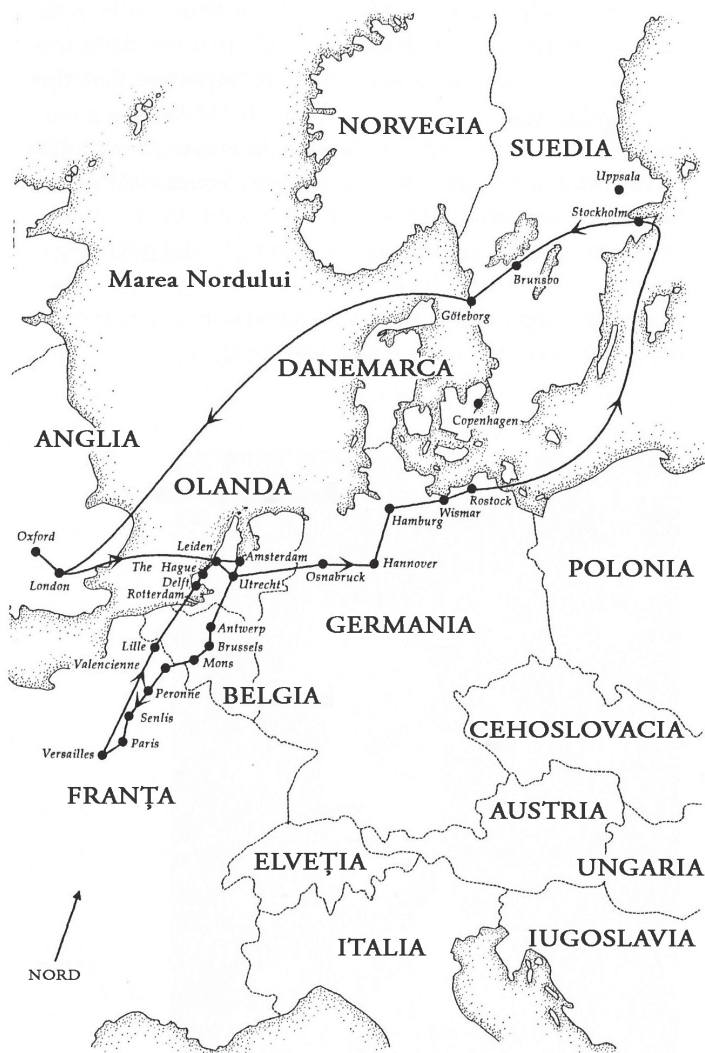 NORVEGIA
SUEDIA
Uppsala
Stockholm
Marea Nordului
Brunsbo
Göteborg
DANEMARCA
Copenhagen
ANGLIA
OLANDA
Rostock
Wismar
Hamburg
Oxford
Leiden
Amsterdam
The
Hague
Hannover
London
Osnabruck
Delft
Utrecht
Rotterdam
POLONIA
GERMANIA
Antwerp
Lille
Brussels
Valencienne
Mons
Peronne
BELGIA
Senlis
CEHOSLOVACIA
Versailles
Paris
FRANŢA
AUSTRIA
ELVEŢIA
UNGARIA
IUGOSLAVIA
ITALIA
NORD